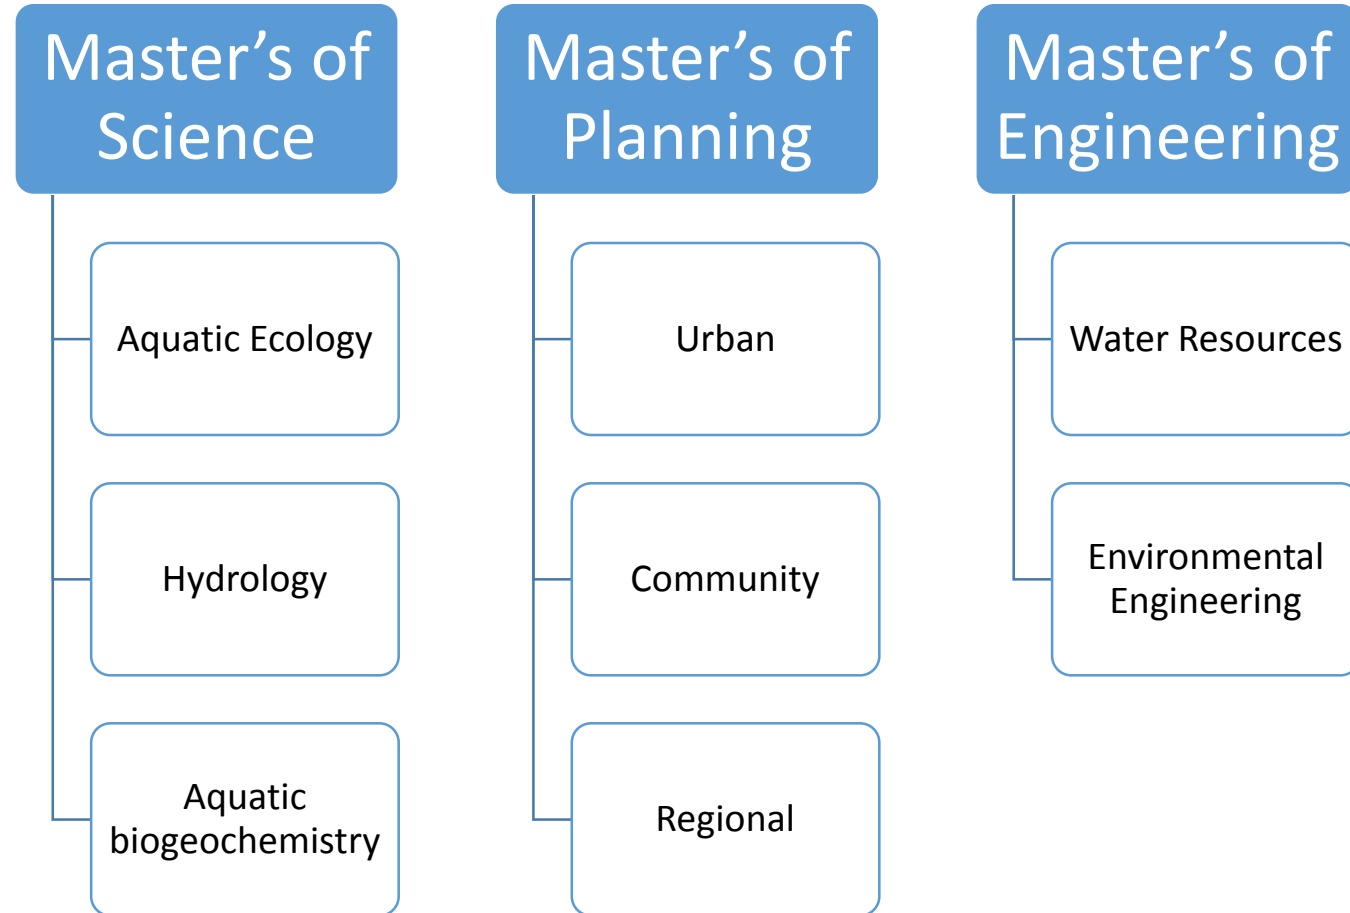 Master’s of
Science
Aquatic Ecology
Hydrology
Aquatic
biogeochemistry
Master’s of
Planning
Urban
Community
Regional
Master’s of
Engineering
Water Resources
Environmental
Engineering